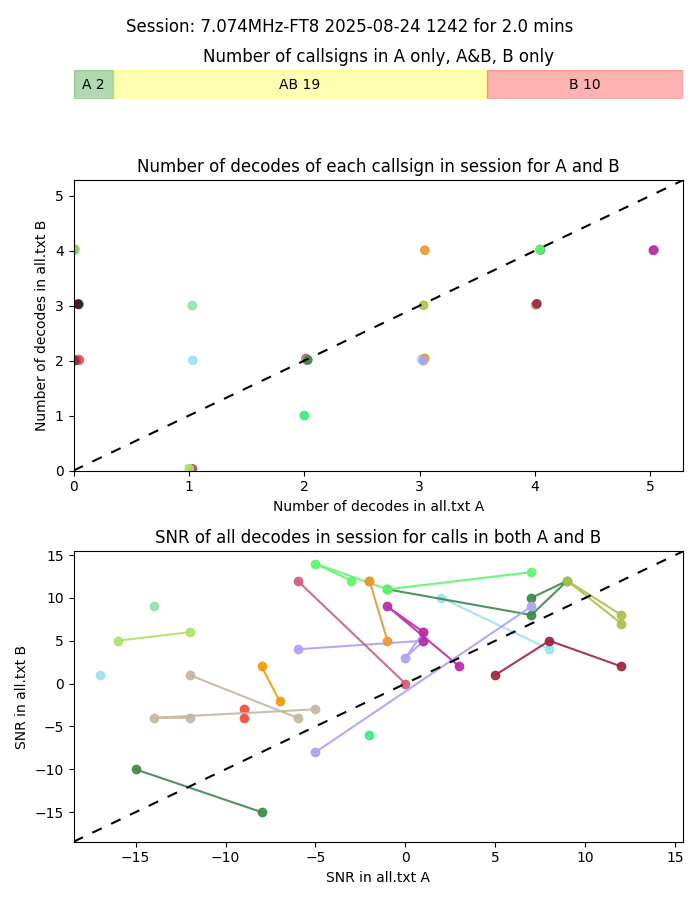 Session: 7.074MHz-FT8 2025-08-24 1242 for 2.0 mins
Number of callsigns in A only, A&B, B only
A 2 AB 19 B 10
Number of decodes of each callsign in session for A and B
Number of decodes in all.txt B
5
4
3
2
1
0
0 1 2 3 4 5
Number of decodes in all.txt A
SNR of all decodes in session for calls in both A and B
SNR in all.txt B
15
10
5
0
−5
−10
−15
−15 −10 −5 0 5 10 15
SNR in all.txt A